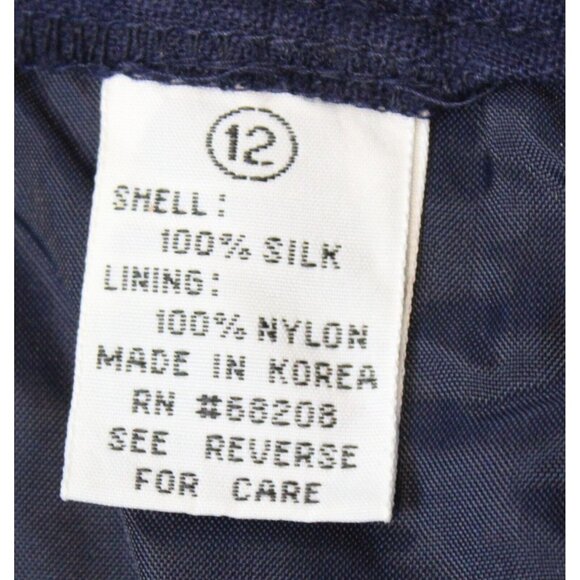 12
SHELL:
100% SILK
LINING:
100% NYLON
MADE IN KOREA
RN #68208
SEE REVERSE
FOR CARE